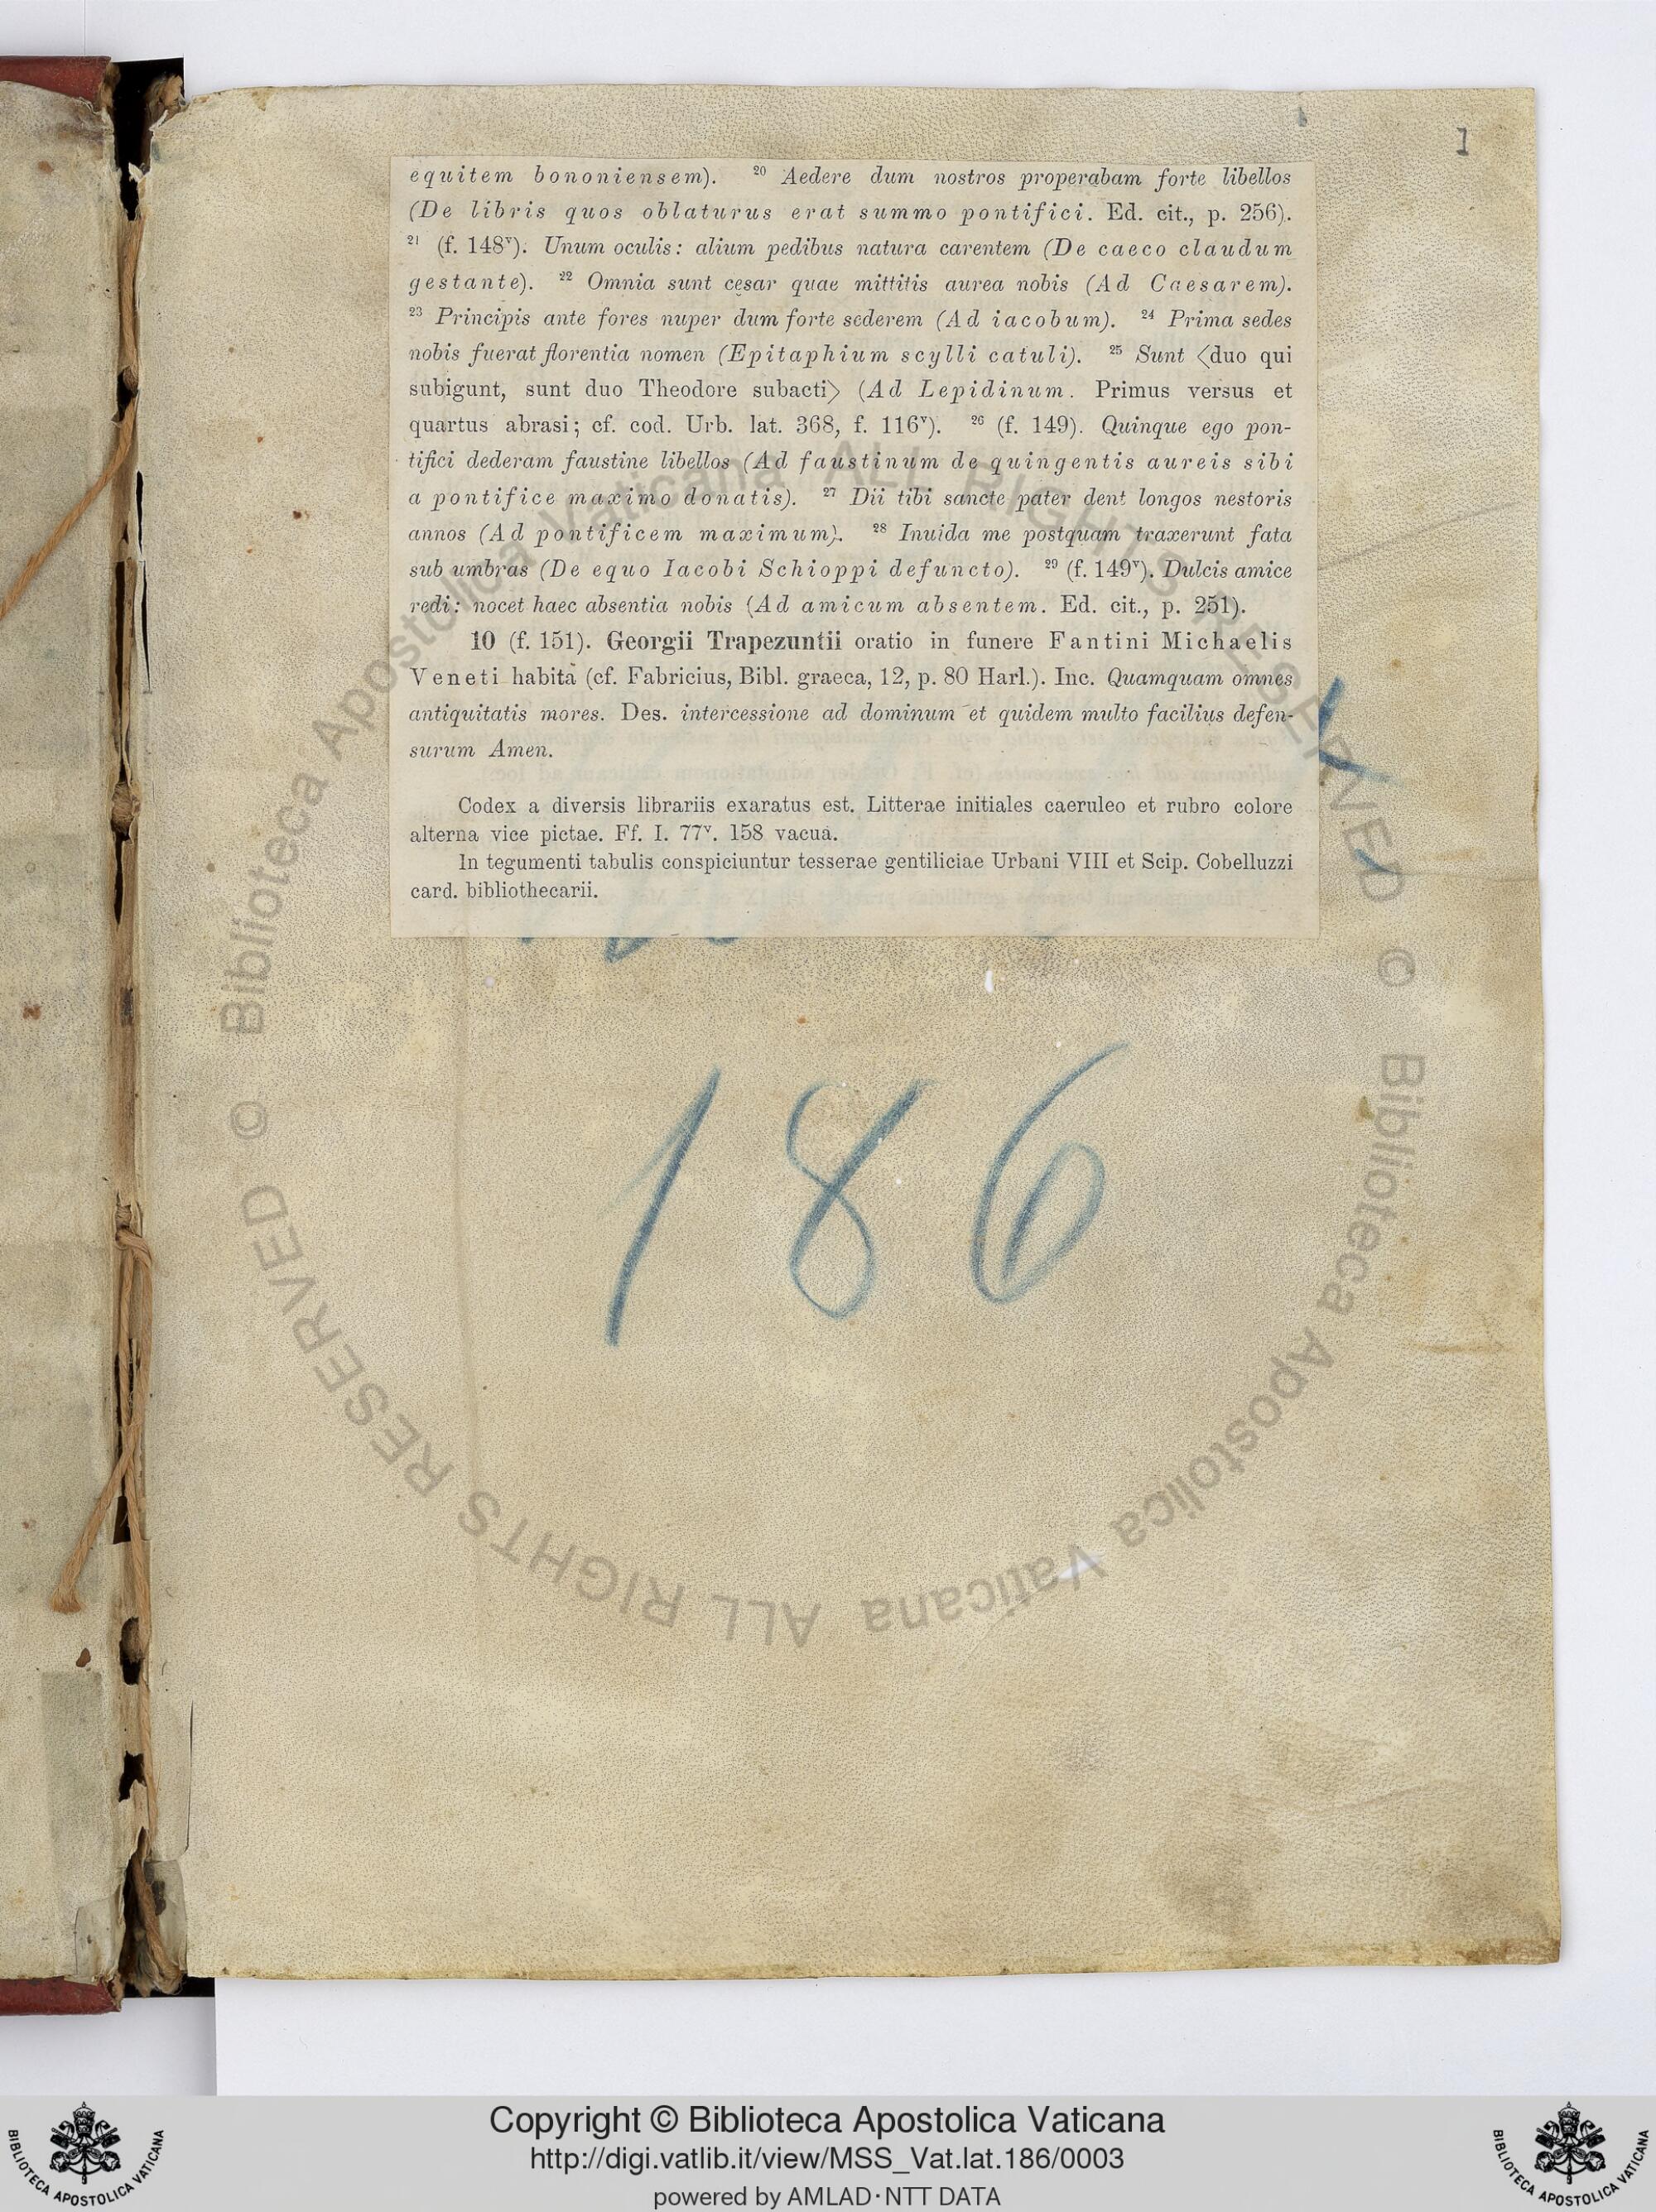 1
equitem bononiensem). ²⁰ Aedere dum nostros properabam forte libellos
(De libris quos oblaturus erat summo pontifici. Ed. cit., p. 256).
²¹ (f. 148ᵛ). Unum oculis: alium pedibus natura carentem (De caeco claudum
gestante). ²² Omnia sunt cęsar quae mittitis aurea nobis (Ad Caesarem).
²³ Principis ante fores nuper dum forte sederem (Ad iacobum). ²⁴ Prima sedes
nobis fuerat florentia nomen (Epitaphium scylli catuli). ²⁵ Sunt ⟨duo qui
subigunt, sunt duo Theodore subacti⟩ (Ad Lepidinum. Primus versus et
quartus abrasi; cf. cod. Urb. lat. 368, f. 116ᵛ). ²⁶ (f. 149). Quinque ego pon-
tifici dederam faustine libellos (Ad faustinum de quingentis aureis sibi
a pontifice maximo donatis). ²⁷ Dii tibi sancte pater dent longos nestoris
annos (Ad pontificem maximum). ²⁸ Inuida me postquam traxerunt fata
sub umbras (De equo Iacobi Schioppi defuncto). ²⁹ (f. 149ᵛ). Dulcis amice
redi: nocet haec absentia nobis (Ad amicum absentem. Ed. cit., p. 251).
10 (f. 151). Georgii Trapezuntii oratio in funere Fantini Michaelis
Veneti habita (cf. Fabricius, Bibl. graeca, 12, p. 80 Harl.). Inc. Quamquam omnes
antiquitatis mores. Des. intercessione ad dominum et quidem multo facilius defen-
surum Amen.
Codex a diversis librariis exaratus est. Litterae initiales caeruleo et rubro colore
alterna vice pictae. Ff. I. 77ᵛ. 158 vacua.
In tegumenti tabulis conspiciuntur tesserae gentiliciae Urbani VIII et Scip. Cobelluzzi
card. bibliothecarii.
186
© Biblioteca Apostolica Vaticana ALL RIGHTS RESERVED © Biblioteca Apostolica Vaticana ALL RIGHTS RESERVED
Copyright © Biblioteca Apostolica Vaticana
http://digi.vatlib.it/view/MSS_Vat.lat.186/0003
powered by AMLAD·NTT DATA
BIBLIOTECA APOSTOLICA VATICANA
BIBLIOTECA APOSTOLICA VATICANA